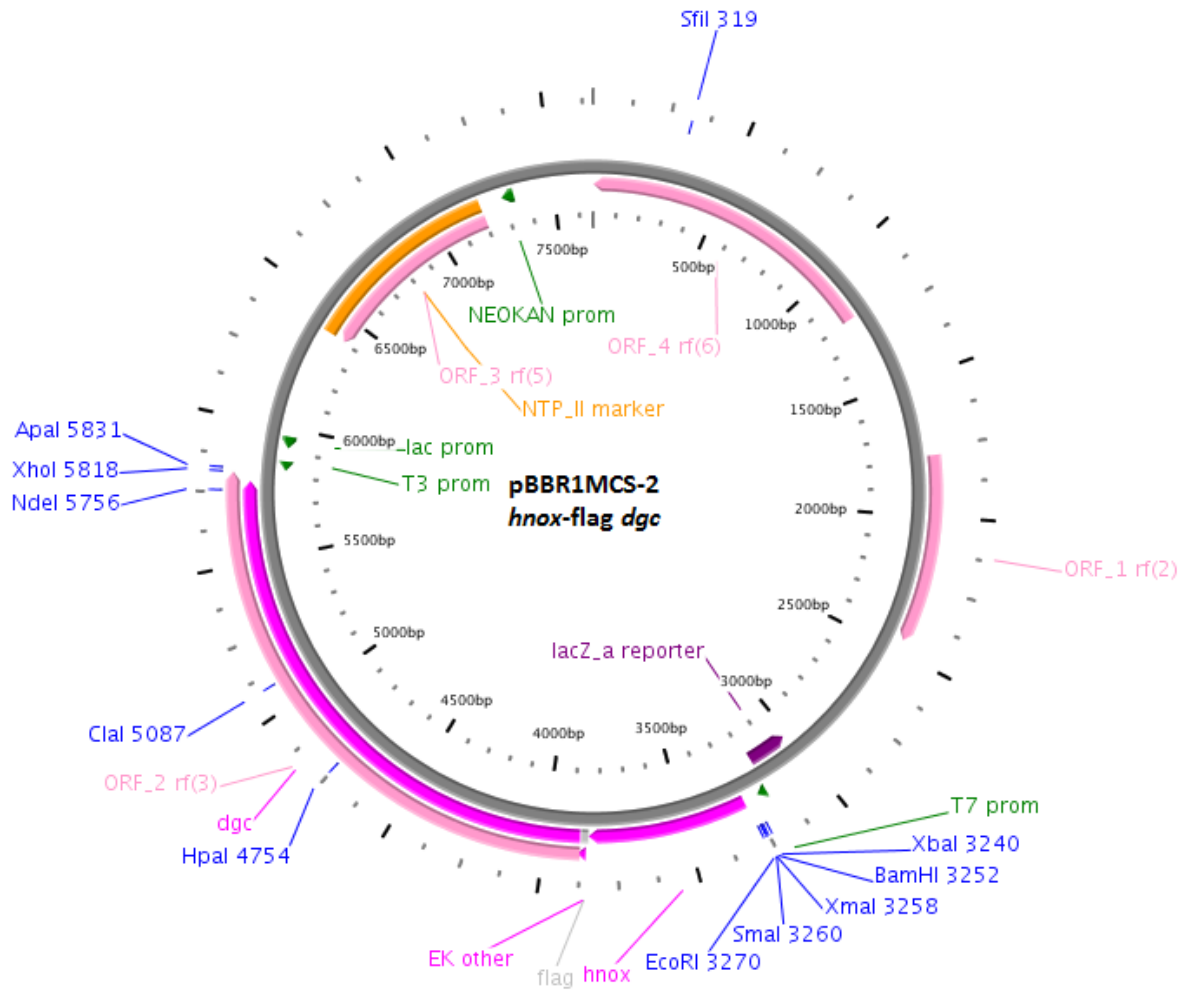 SfiI 319
7500bp
500bp
7000bp
NEOKAN prom
1000bp
ORF_4 rf(6)
6500bp
ORF_3 rf(5)
NTP_II marker
1500bp
ApaI 5831
6000bp
lac prom
XhoI 5818
T3 prom
pBBR1MCS-2
NdeI 5756
2000bp
hnox-flag dgc
5500bp
ORF_1 rf(2)
2500bp
5000bp
lacZ_a reporter
3000bp
4500bp
3500bp
ClaI 5087
4000bp
ORF_2 rf(3)
T7 prom
dgc
XbaI 3240
HpaI 4754
BamHI 3252
XmaI 3258
SmaI 3260
EK other
EcoRI 3270
flag
hnox